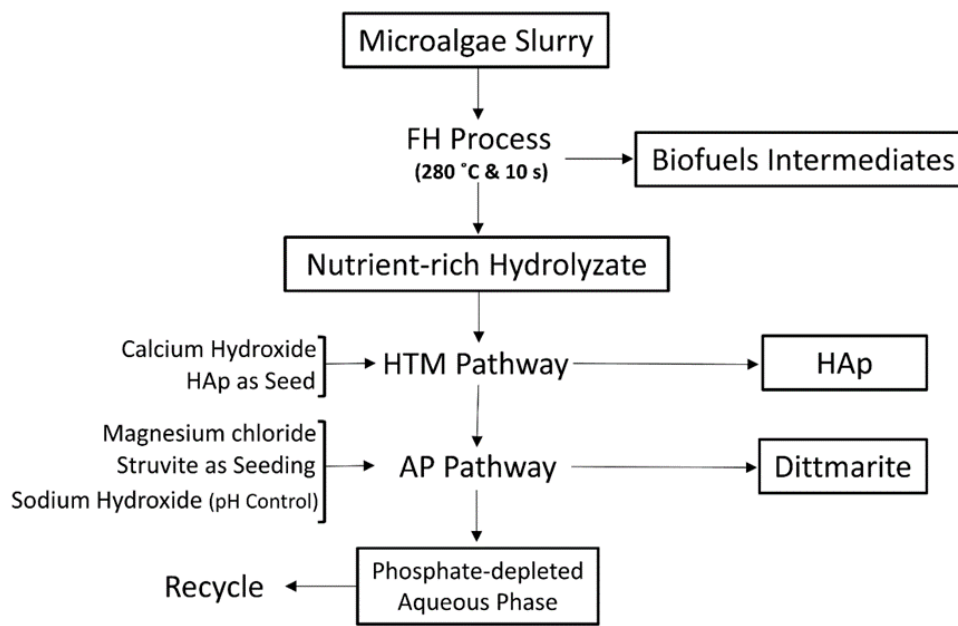 Microalgae Slurry
FH Process
(280 ˚C & 10 s)
Biofuels Intermediates
Nutrient-rich Hydrolyzate
Calcium Hydroxide
HAp as Seed
HTM Pathway
HAp
Magnesium chloride
Struvite as Seeding
Sodium Hydroxide (pH Control)
AP Pathway
Dittmarite
Phosphate-depleted
Aqueous Phase
Recycle